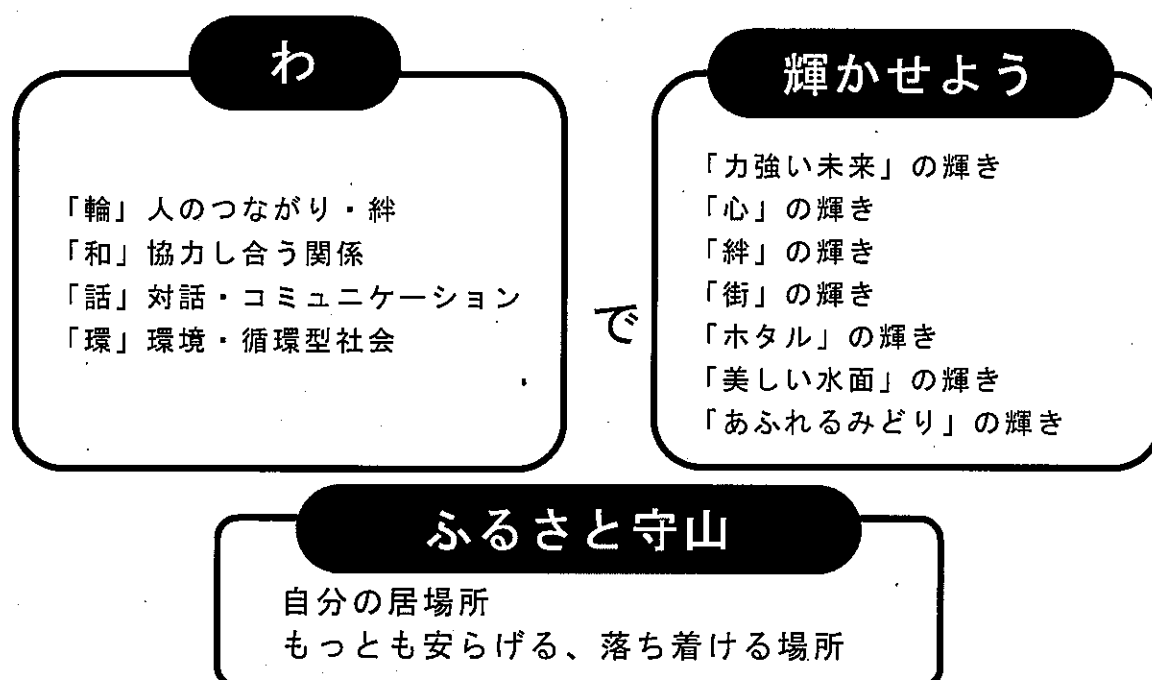 わ
「輪」人のつながり・絆
「和」協力し合う関係
「話」対話・コミュニケーション
「環」環境・循環型社会
で
輝かせよう
「力強い未来」の輝き
「心」の輝き
「絆」の輝き
「街」の輝き
「ホタル」の輝き
「美しい水面」の輝き
「あふれるみどり」の輝き
ふるさと守山
自分の居場所
もっとも安らげる、落ち着ける場所